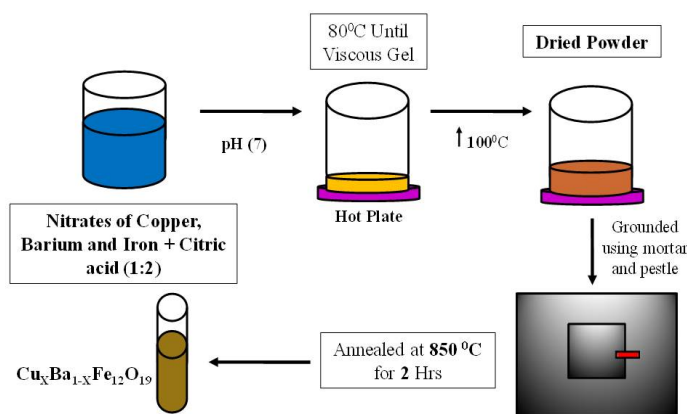 80⁰C Until
Viscous Gel
Dried Powder
pH (7)
↑ 100⁰C
Hot Plate
Nitrates of Copper,
Barium and Iron + Citric
acid (1:2)
Grounded
using mortar
and pestle
Annealed at 850 ⁰C
for 2 Hrs
CuₓBa₁₋ₓFe₁₂O₁₉